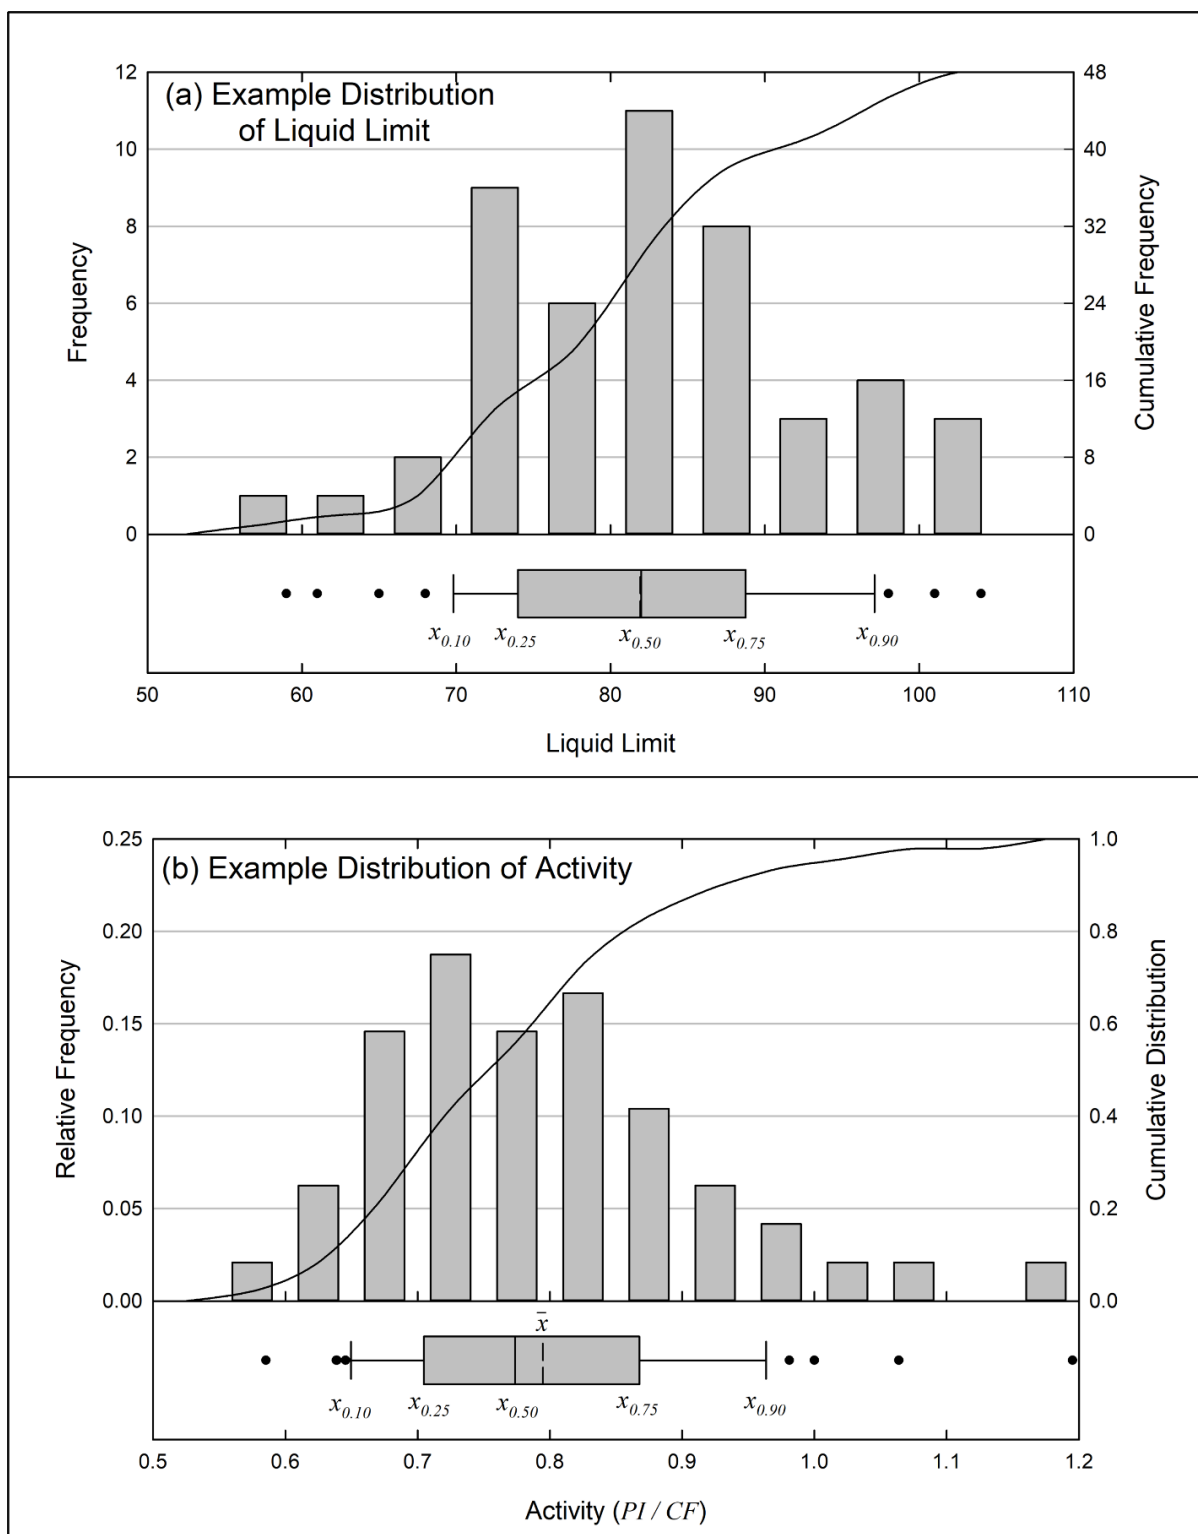 (a) Example Distribution
of Liquid Limit
12
10
8
6
4
2
0
Frequency
48
40
32
24
16
8
0
Cumulative Frequency
x0.10 x0.25 x0.50 x0.75 x0.90
50 60 70 80 90 100 110
Liquid Limit
(b) Example Distribution of Activity
0.25
0.20
0.15
0.10
0.05
0.00
Relative Frequency
1.0
0.8
0.6
0.4
0.2
0.0
Cumulative Distribution
x̄
x0.10 x0.25 x0.50 x0.75 x0.90
0.5 0.6 0.7 0.8 0.9 1.0 1.1 1.2
Activity (PI / CF)